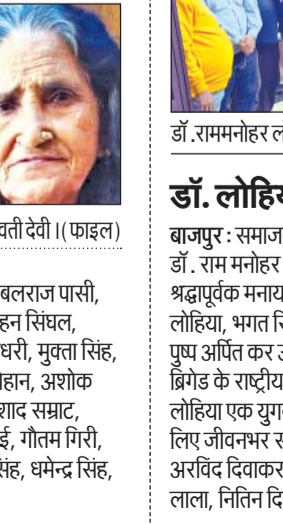 वती देवी ।( फाइल)
बलराज पासी,
हन सिंघल,
धरी, मुक्ता सिंह,
हान, अशोक
शाद सम्राट,
ई, गौतम गिरी,
सिंह, धमेन्द्र सिंह,
डॉ .राममनोहर ल
डॉ. लोहिय
बाजपुर : समाज
डॉ . राम मनोहर
श्रद्धापूर्वक मनाय
लोहिया, भगत सि
पुष्प अर्पित कर उ
ब्रिगेड के राष्ट्रीय
लोहिया एक युग
लिए जीवनभर स
अरविंद दिवाकर
लाला, नितिन दि